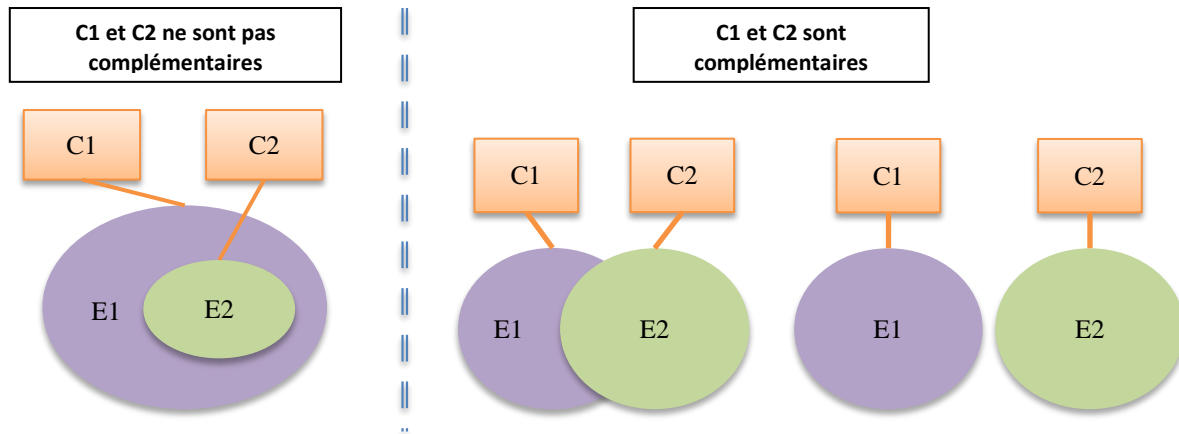 C1 et C2 ne sont pas
complémentaires
C1
C2
E1
E2
C1 et C2 sont
complémentaires
C1
C2
C1
C2
E1
E2
E1
E2